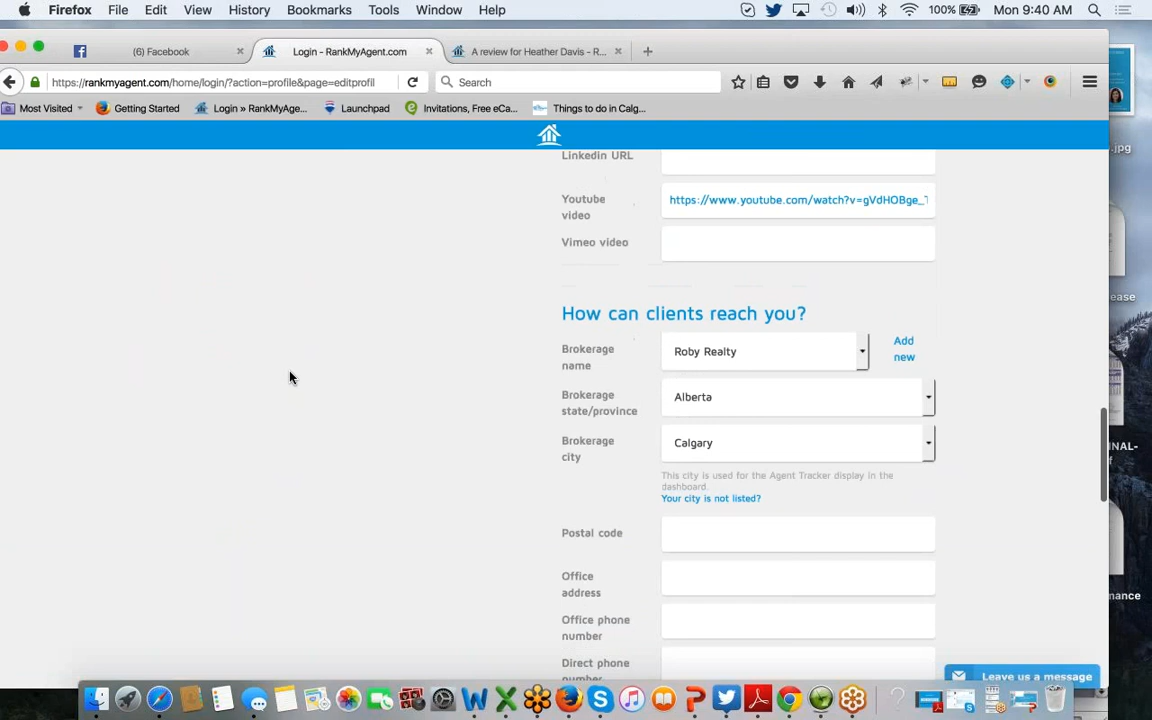 Firefox File Edit View History Bookmarks Tools Window Help 100% Mon 9:40 AM
(6) Facebook Login - RankMyAgent.com A review for Heather Davis - R...
https://rankmyagent.com/home/login/?action=profile&page=editprofil Search
Most Visited Getting Started Login » RankMyAge... Launchpad Invitations, Free eCa... Things to do in Calg...
.jpg
Linkedin URL
Youtube video
https://www.youtube.com/watch?v=gVdHOBge_T
Vimeo video
ease
How can clients reach you?
Brokerage name
Roby Realty
Add new
Brokerage state/province
Alberta
Brokerage city
Calgary
INAL-
f
This city is used for the Agent Tracker display in the
dashboard.
Your city is not listed?
Postal code
Office address
mance
Office phone number
Direct phone
Leave us a message